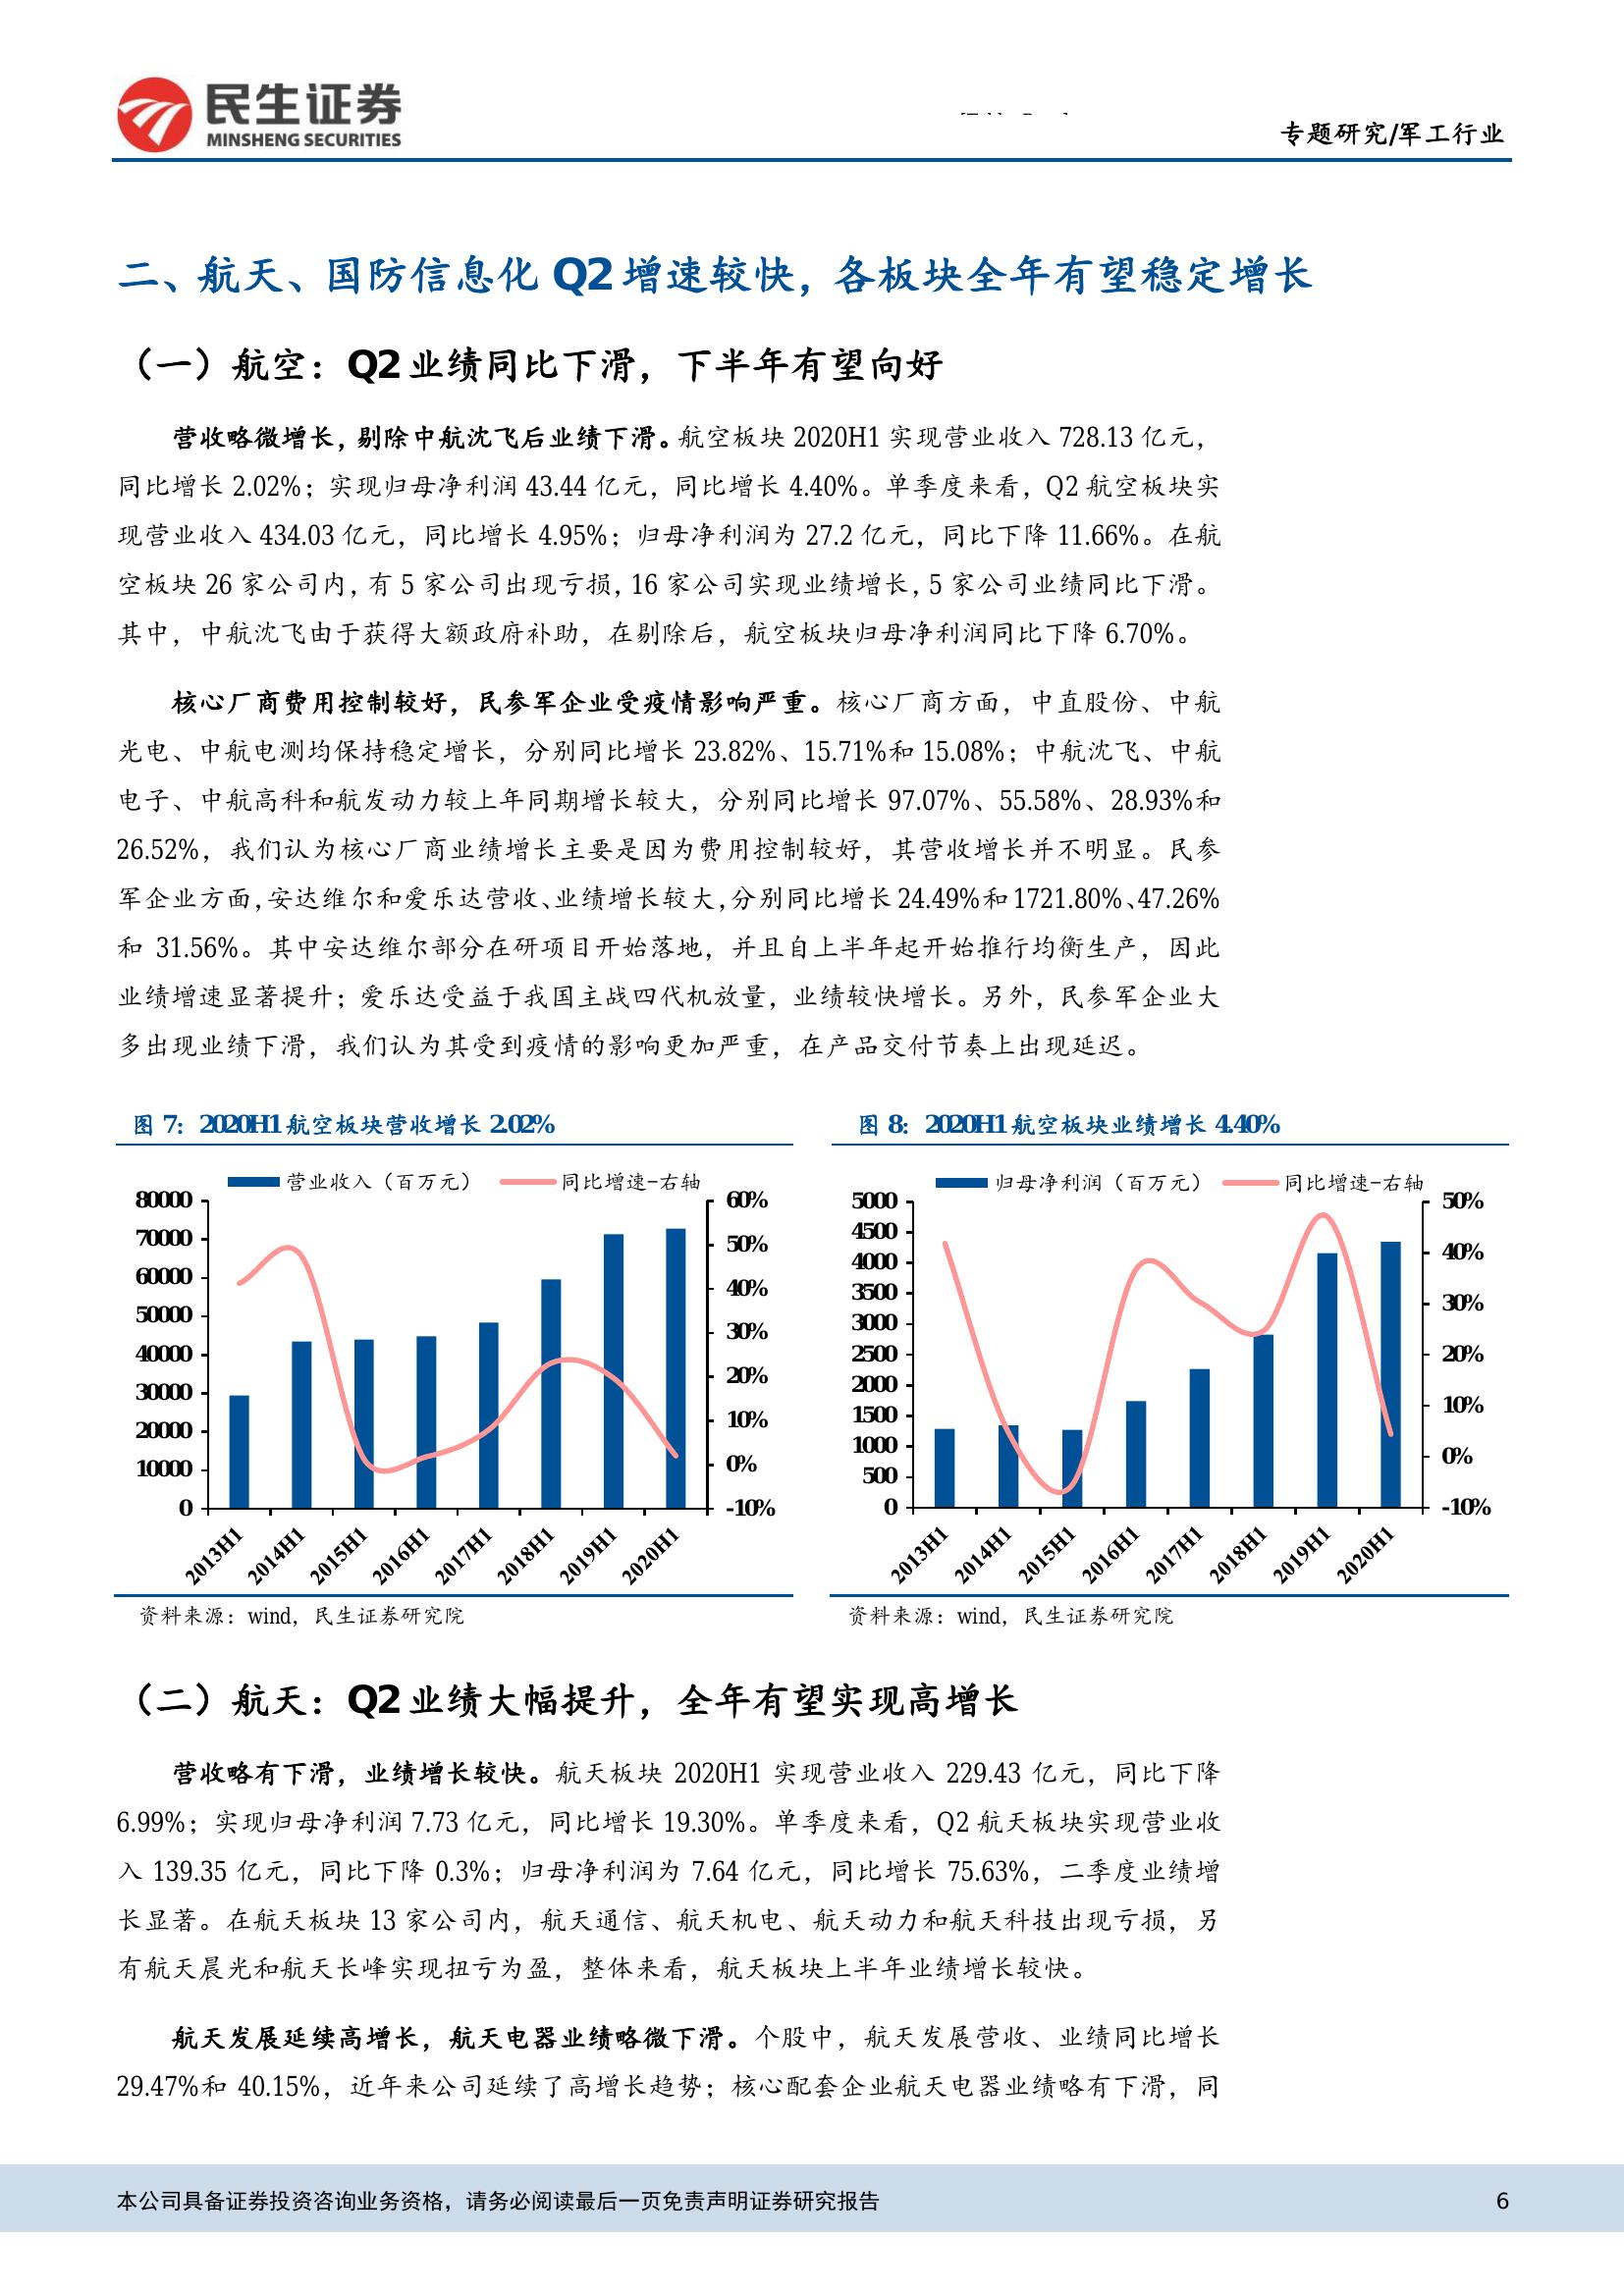 民生证券
MINSHENG SECURITIES
专题研究/军工行业
二、航天、国防信息化 Q2 增速较快，各板块全年有望稳定增长
（一）航空：Q2 业绩同比下滑，下半年有望向好
营收略微增长，剔除中航沈飞后业绩下滑。航空板块 2020H1 实现营业收入 728.13 亿元，
同比增长 2.02%；实现归母净利润 43.44 亿元，同比增长 4.40%。单季度来看，Q2 航空板块实
现营业收入 434.03 亿元，同比增长 4.95%；归母净利润为 27.2 亿元，同比下降 11.66%。在航
空板块 26 家公司内，有 5 家公司出现亏损，16 家公司实现业绩增长，5 家公司业绩同比下滑。
其中，中航沈飞由于获得大额政府补助，在剔除后，航空板块归母净利润同比下降 6.70%。
核心厂商费用控制较好，民参军企业受疫情影响严重。核心厂商方面，中直股份、中航
光电、中航电测均保持稳定增长，分别同比增长 23.82%、15.71%和 15.08%；中航沈飞、中航
电子、中航高科和航发动力较上年同期增长较大，分别同比增长 97.07%、55.58%、28.93%和
26.52%，我们认为核心厂商业绩增长主要是因为费用控制较好，其营收增长并不明显。民参
军企业方面，安达维尔和爱乐达营收、业绩增长较大，分别同比增长 24.49%和 1721.80%、47.26%
和 31.56%。其中安达维尔部分在研项目开始落地，并且自上半年起开始推行均衡生产，因此
业绩增速显著提升；爱乐达受益于我国主战四代机放量，业绩较快增长。另外，民参军企业大
多出现业绩下滑，我们认为其受到疫情的影响更加严重，在产品交付节奏上出现延迟。
图 7：2020H1 航空板块营收增长 2.02%
营业收入（百万元） 同比增速-右轴
80000
70000
60000
50000
40000
30000
20000
10000
0
60%
50%
40%
30%
20%
10%
0%
-10%
2013H1 2014H1 2015H1 2016H1 2017H1 2018H1 2019H1 2020H1
资料来源：wind，民生证券研究院
图 8：2020H1 航空板块业绩增长 4.40%
归母净利润（百万元） 同比增速-右轴
5000
4500
4000
3500
3000
2500
2000
1500
1000
500
0
50%
40%
30%
20%
10%
0%
-10%
2013H1 2014H1 2015H1 2016H1 2017H1 2018H1 2019H1 2020H1
资料来源：wind，民生证券研究院
（二）航天：Q2 业绩大幅提升，全年有望实现高增长
营收略有下滑，业绩增长较快。航天板块 2020H1 实现营业收入 229.43 亿元，同比下降
6.99%；实现归母净利润 7.73 亿元，同比增长 19.30%。单季度来看，Q2 航天板块实现营业收
入 139.35 亿元，同比下降 0.3%；归母净利润为 7.64 亿元，同比增长 75.63%，二季度业绩增
长显著。在航天板块 13 家公司内，航天通信、航天机电、航天动力和航天科技出现亏损，另
有航天晨光和航天长峰实现扭亏为盈，整体来看，航天板块上半年业绩增长较快。
航天发展延续高增长，航天电器业绩略微下滑。个股中，航天发展营收、业绩同比增长
29.47%和 40.15%，近年来公司延续了高增长趋势；核心配套企业航天电器业绩略有下滑，同
本公司具备证券投资咨询业务资格，请务必阅读最后一页免责声明证券研究报告
6